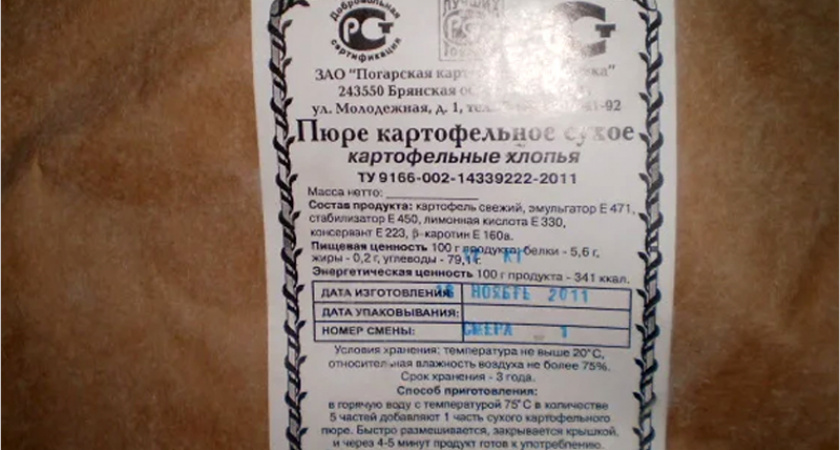 Добровольная сертификация
РСТ
ЛУЧШИХ
СТ
ЗАО "Погарская
243550 Брянская
ул. Молодежная, д. 1, тел.
Пюре картофельное сухое
картофельные хлопья
ТУ 9166-002-14339222-2011
Масса нетто:
Состав продукта: картофель свежий, эмульгатор Е 471,
стабилизатор Е 450, лимонная кислота Е 330,
консервант Е 223, β-каротин Е 160а.
Пищевая ценность 100 г продукта: белки - 5,6 г,
жиры - 0,2 г, углеводы - 79,1 г.
Энергетическая ценность 100 г продукта - 341 ккал.
ДАТА ИЗГОТОВЛЕНИЯ НОЯБРЬ 2011
ДАТА УПАКОВЫВАНИЯ:
НОМЕР СМЕНЫ: СМЕНА 1
Условия хранения: температура не выше 20°С,
относительная влажность воздуха не более 75%.
Срок хранения - 3 года.
Способ приготовления:
в горячую воду с температурой 75°С в количестве
5 частей добавляют 1 часть сухого картофельного
пюре. Быстро размешивается, закрывается крышкой,
и через 4-5 минут продукт готов к употреблению.